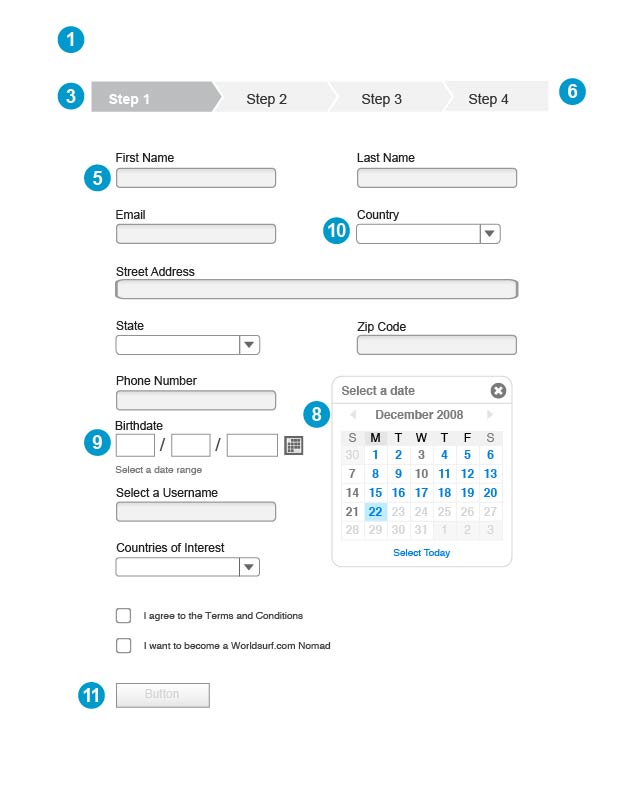 1
3 Step 1 Step 2 Step 3 Step 4 6
First Name Last Name
5
Email Country
10
Street Address
State Zip Code
Phone Number
Select a date
8
December 2008
Birthdate
9 / /
S M T W T F S
30 1 2 3 4 5 6
Select a date range
7 8 9 10 11 12 13
Select a Username
14 15 16 17 18 19 20
21 22 23 24 25 26 27
28 29 30 31 1 2 3
Countries of Interest
Select Today
I agree to the Terms and Conditions
I want to become a Worldsurf.com Nomad
11 Button